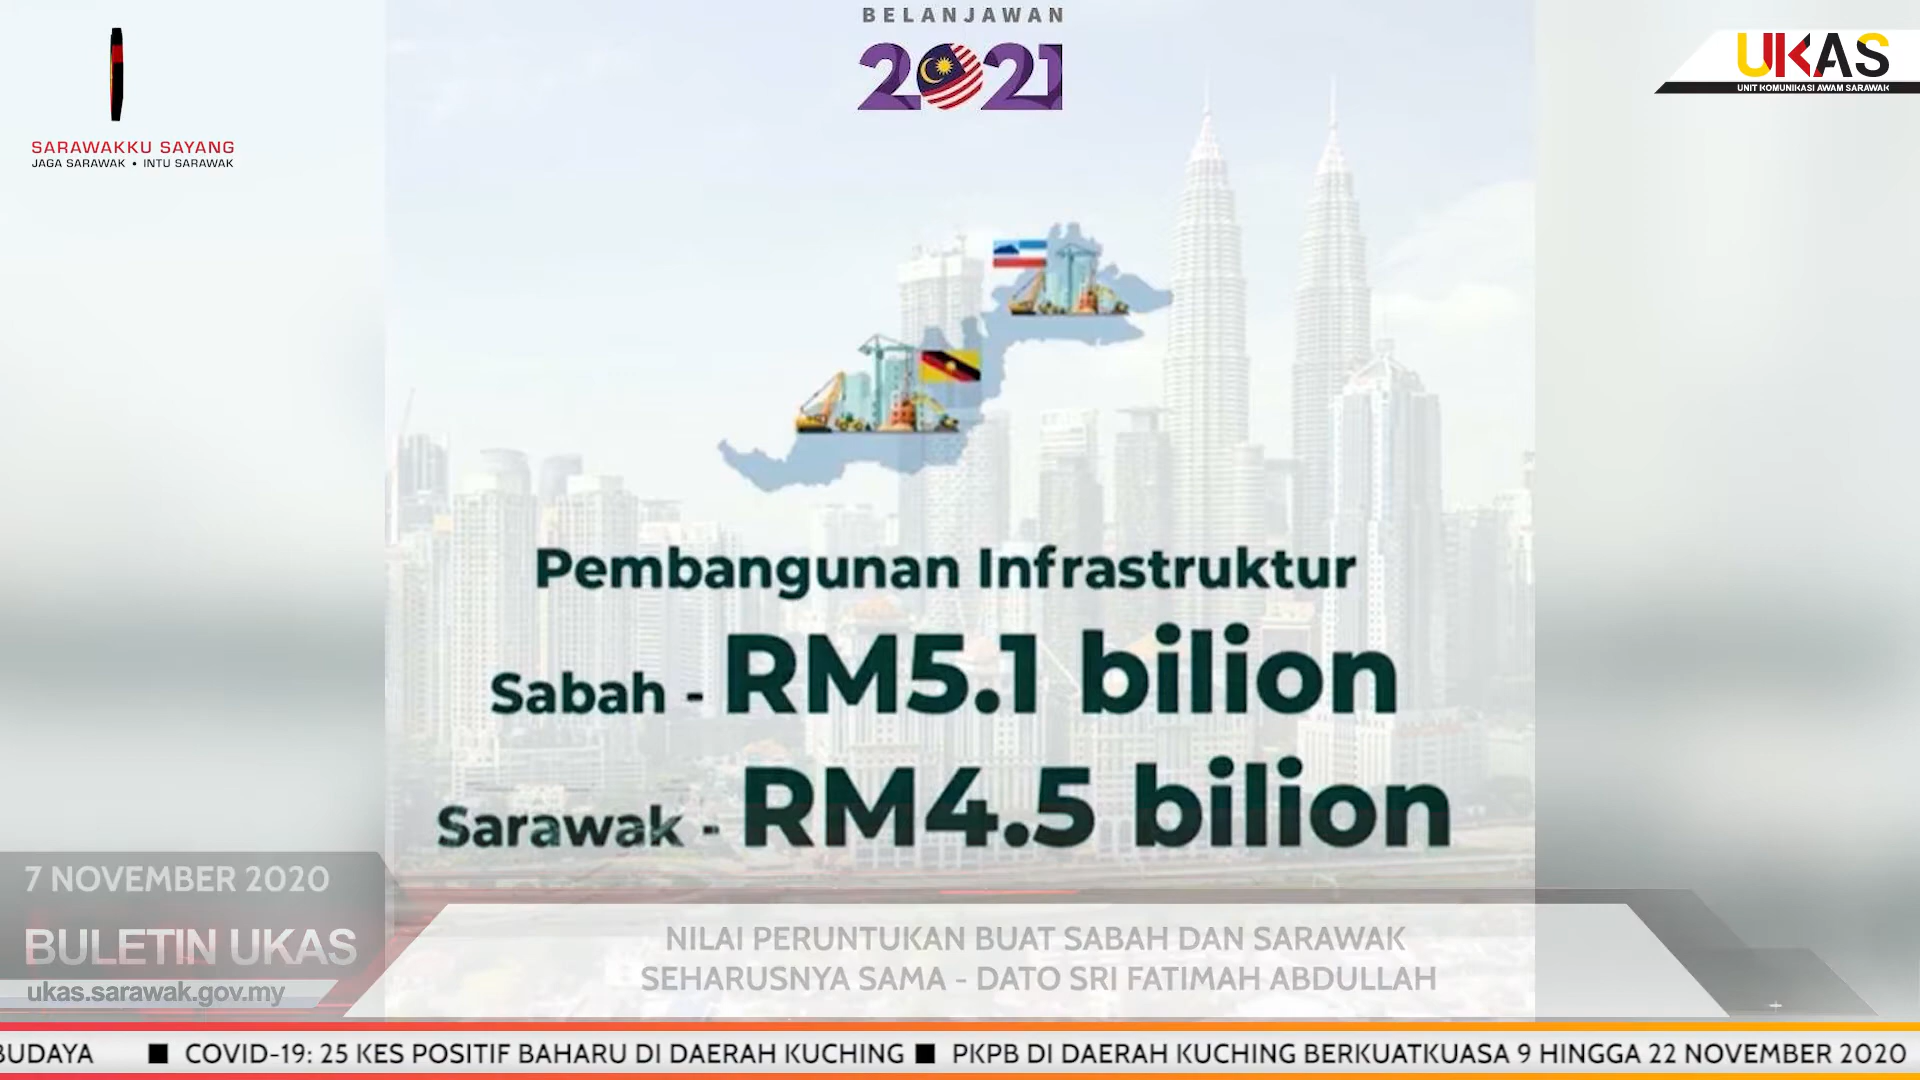 BELANJAWAN
2021
SARAWAKKU SAYANG
JAGA SARAWAK • INTU SARAWAK
UKAS
UNIT KOMUNIKASI AWAM SARAWAK
Pembangunan Infrastruktur
Sabah - RM5.1 bilion
Sarawak - RM4.5 bilion
7 NOVEMBER 2020
BULETIN UKAS
ukas.sarawak.gov.my
NILAI PERUNTUKAN BUAT SABAH DAN SARAWAK
SEHARUSNYA SAMA - DATO SRI FATIMAH ABDULLAH
BUDAYA ■ COVID-19: 25 KES POSITIF BAHARU DI DAERAH KUCHING ■ PKPB DI DAERAH KUCHING BERKUATKUASA 9 HINGGA 22 NOVEMBER 2020